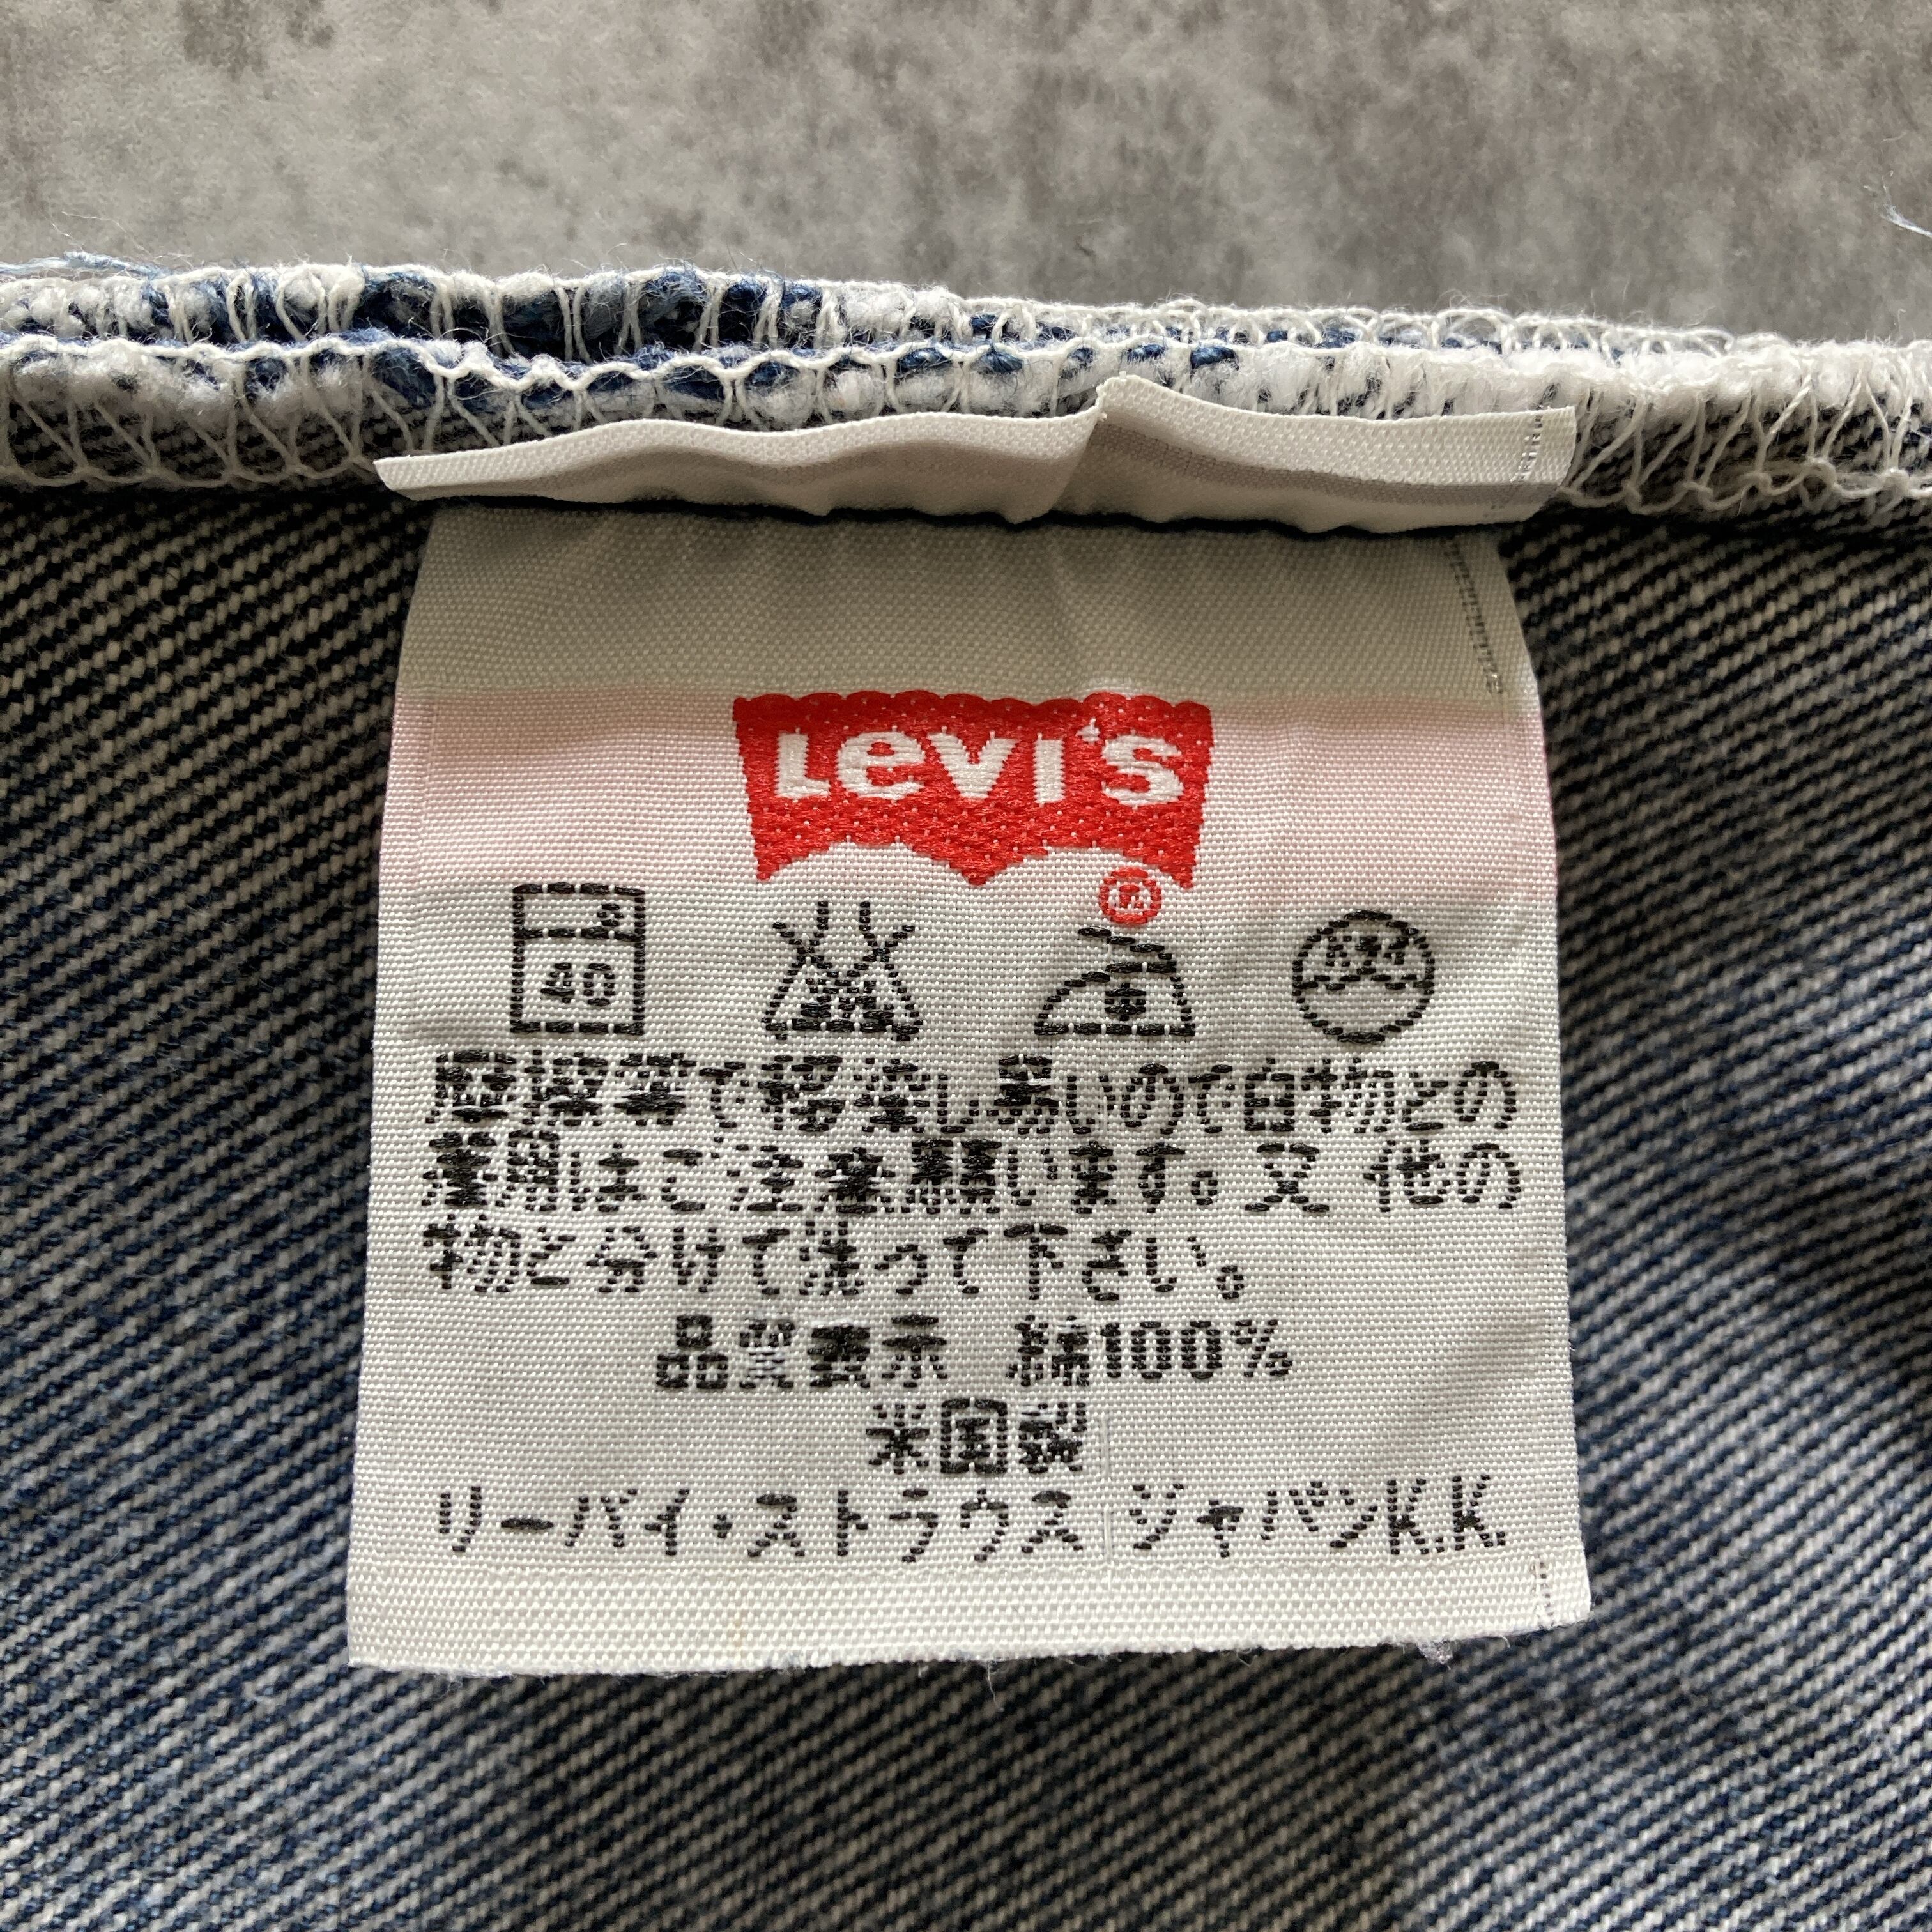 Levi's
®
40
摩擦等で移染し易いので白物との
着用はご注意願います。又 他の
物と分けて洗って下さい。
品質表示 綿100%
米国製
リーバイ・ストラウス ジャパンK.K.